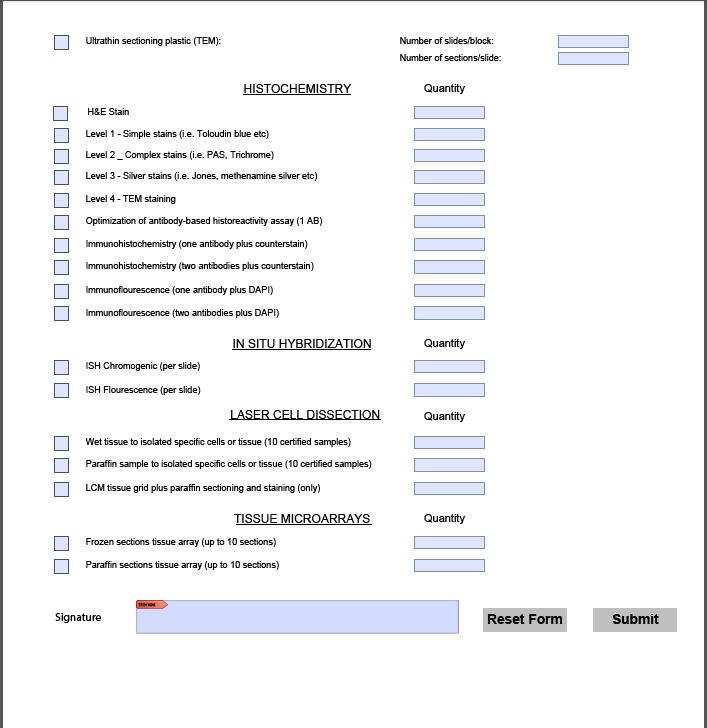 Ultrathin sectioning plastic (TEM): Number of slides/block:
Number of sections/slide:
HISTOCHEMISTRY Quantity
H&E Stain
Level 1 - Simple stains (i.e. Toloudin blue etc)
Level 2 _ Complex stains (i.e. PAS, Trichrome)
Level 3 - Silver stains (i.e. Jones, methenamine silver etc)
Level 4 - TEM staining
Optimization of antibody-based historeactivity assay (1 AB)
Immunohistochemistry (one antibody plus counterstain)
Immunohistochemistry (two antibodies plus counterstain)
Immunoflourescence (one antibody plus DAPI)
Immunoflourescence (two antibodies plus DAPI)
IN SITU HYBRIDIZATION Quantity
ISH Chromogenic (per slide)
ISH Flourescence (per slide)
LASER CELL DISSECTION Quantity
Wet tissue to isolated specific cells or tissue (10 certified samples)
Paraffin sample to isolated specific cells or tissue (10 certified samples)
LCM tissue grid plus paraffin sectioning and staining (only)
TISSUE MICROARRAYS Quantity
Frozen sections tissue array (up to 10 sections)
Paraffin sections tissue array (up to 10 sections)
Signature Reset Form Submit